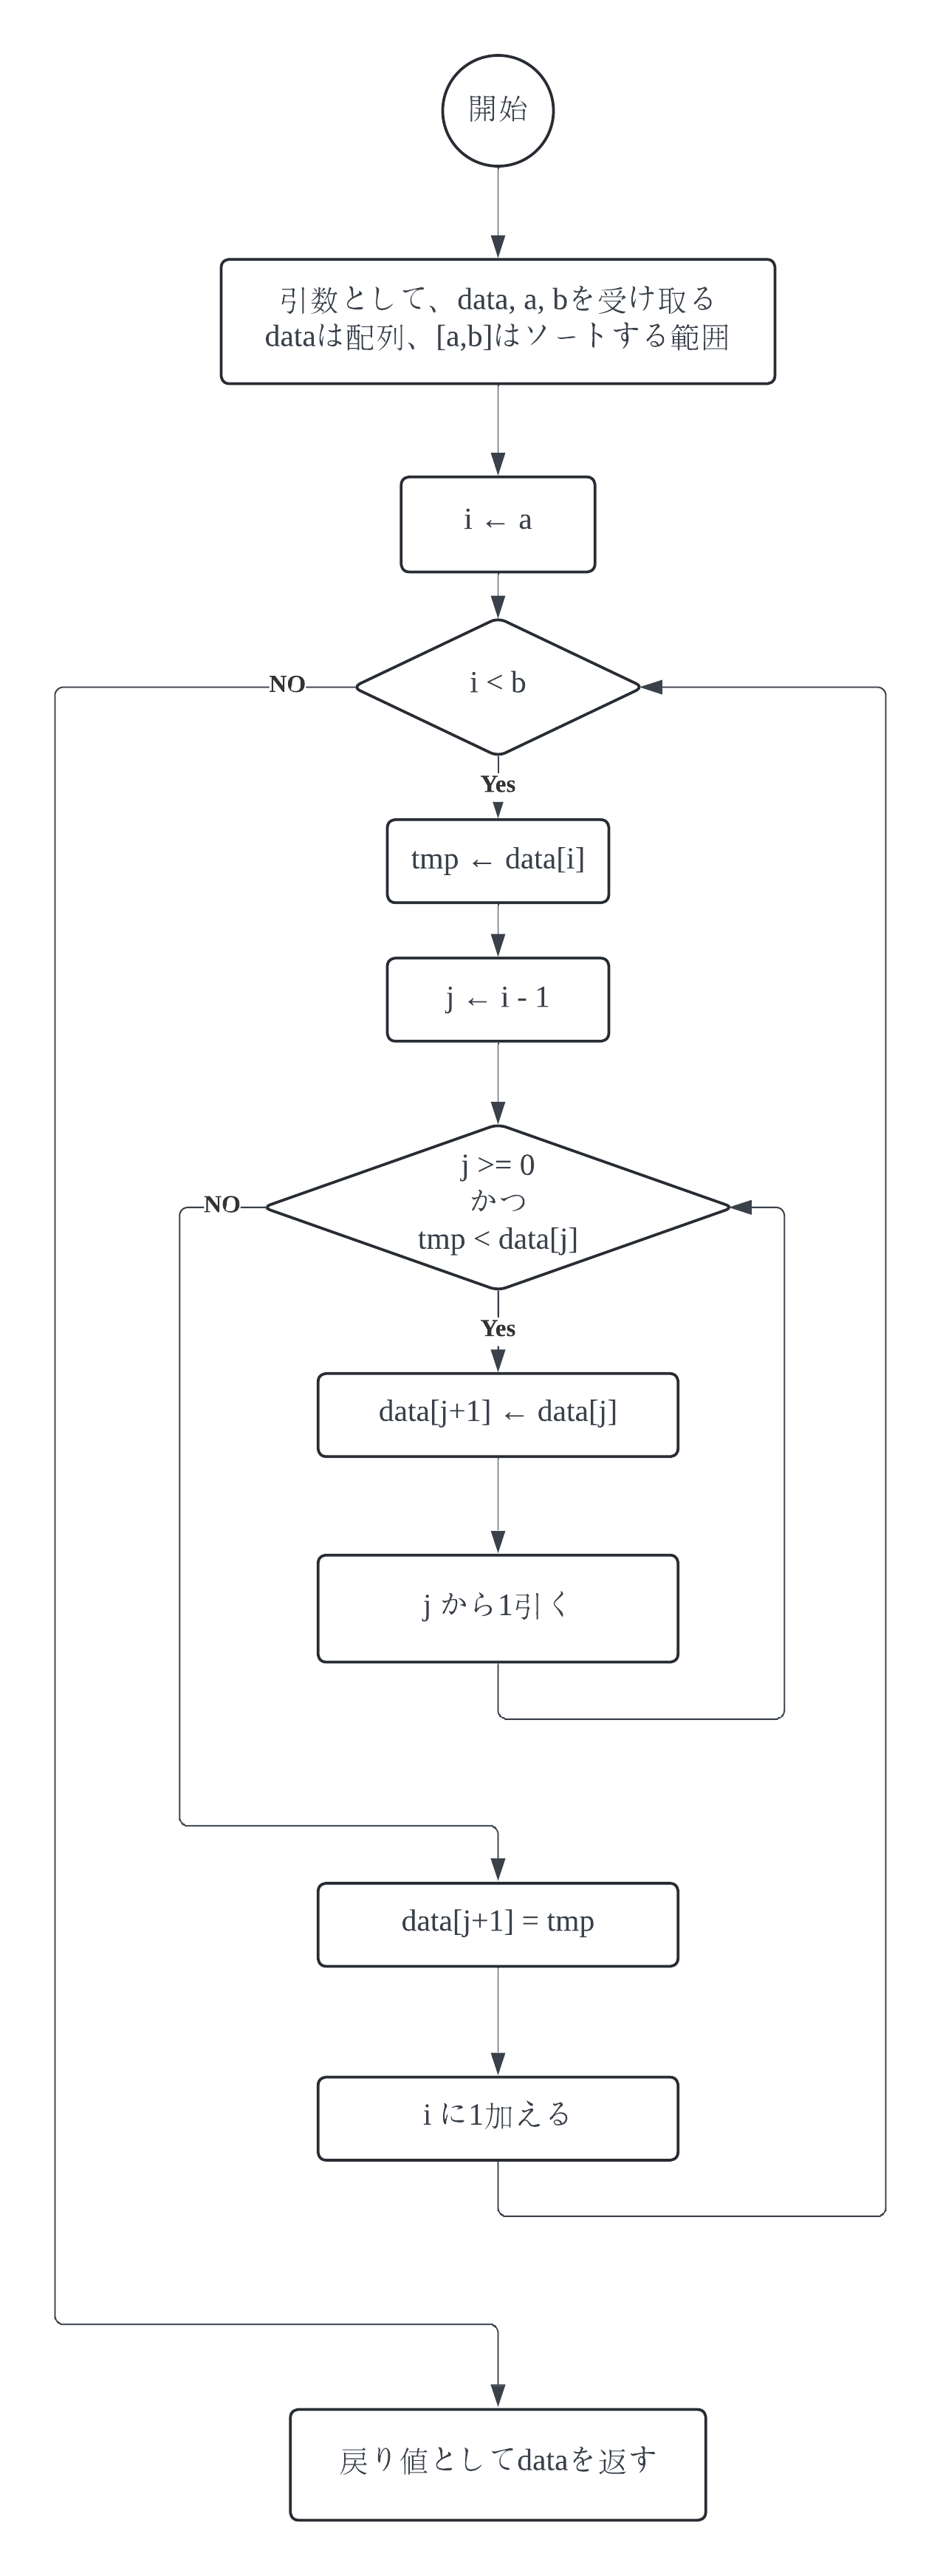 開始
引数として、data, a, bを受け取る
dataは配列、[a,b]はソートする範囲
i ← a
i < b
NO
Yes
tmp ← data[i]
j ← i - 1
j >= 0
かつ
tmp < data[j]
NO
Yes
data[j+1] ← data[j]
j から1引く
data[j+1] = tmp
i に1加える
戻り値としてdataを返す